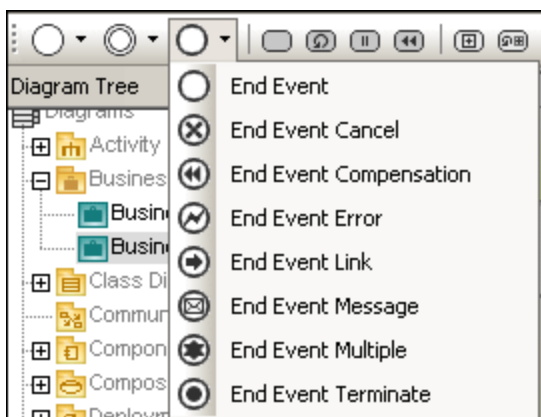 Diagram Tree
Diagrams
Activity
Busines
Busin
Busin
Class Di
Commun
Compon
Compos
Deploym
End Event
End Event Cancel
End Event Compensation
End Event Error
End Event Link
End Event Message
End Event Multiple
End Event Terminate